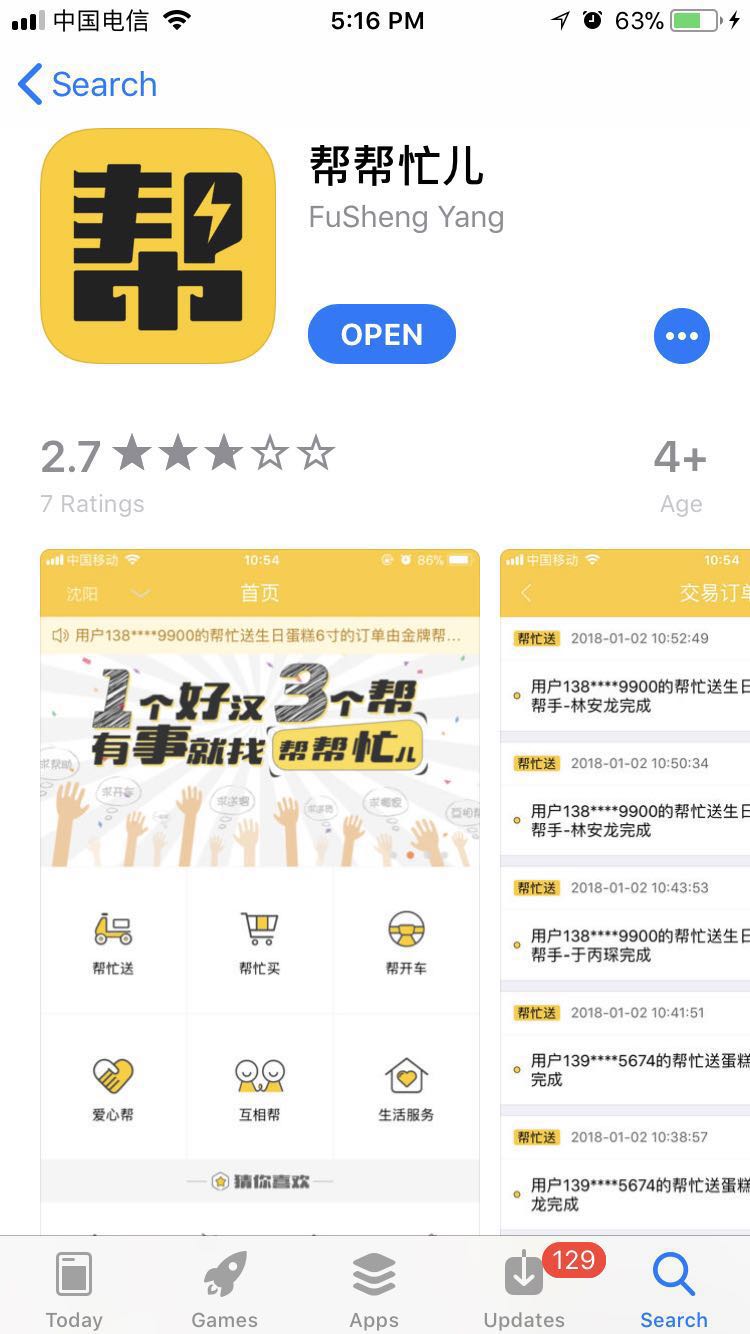 中国电信 5:16 PM 63%
Search
帮
帮帮忙儿
FuSheng Yang
OPEN
2.7
4+
7 Ratings
Age
中国移动 10:54 86%
沈阳 首页
用户138****9900的帮忙送生日蛋糕6寸的订单由金牌帮...
1个好汉3个帮
有事就找 帮帮忙儿
求帮助
求开车
帮忙送
帮忙买
帮开车
爱心帮
互相帮
生活服务
猜你喜欢
中国移动 10:54
交易订单
帮忙送 2018-01-02 10:52:49
用户138****9900的帮忙送生日
帮手-林安龙完成
帮忙送 2018-01-02 10:50:34
用户138****9900的帮忙送生日
帮手-林安龙完成
帮忙送 2018-01-02 10:43:53
用户138****9900的帮忙送生日
帮手-于丙琛完成
帮忙送 2018-01-02 10:41:51
用户139****5674的帮忙送蛋糕
完成
帮忙送 2018-01-02 10:38:57
用户139****5674的帮忙送蛋糕
龙完成
129
Today
Games
Apps
Updates
Search